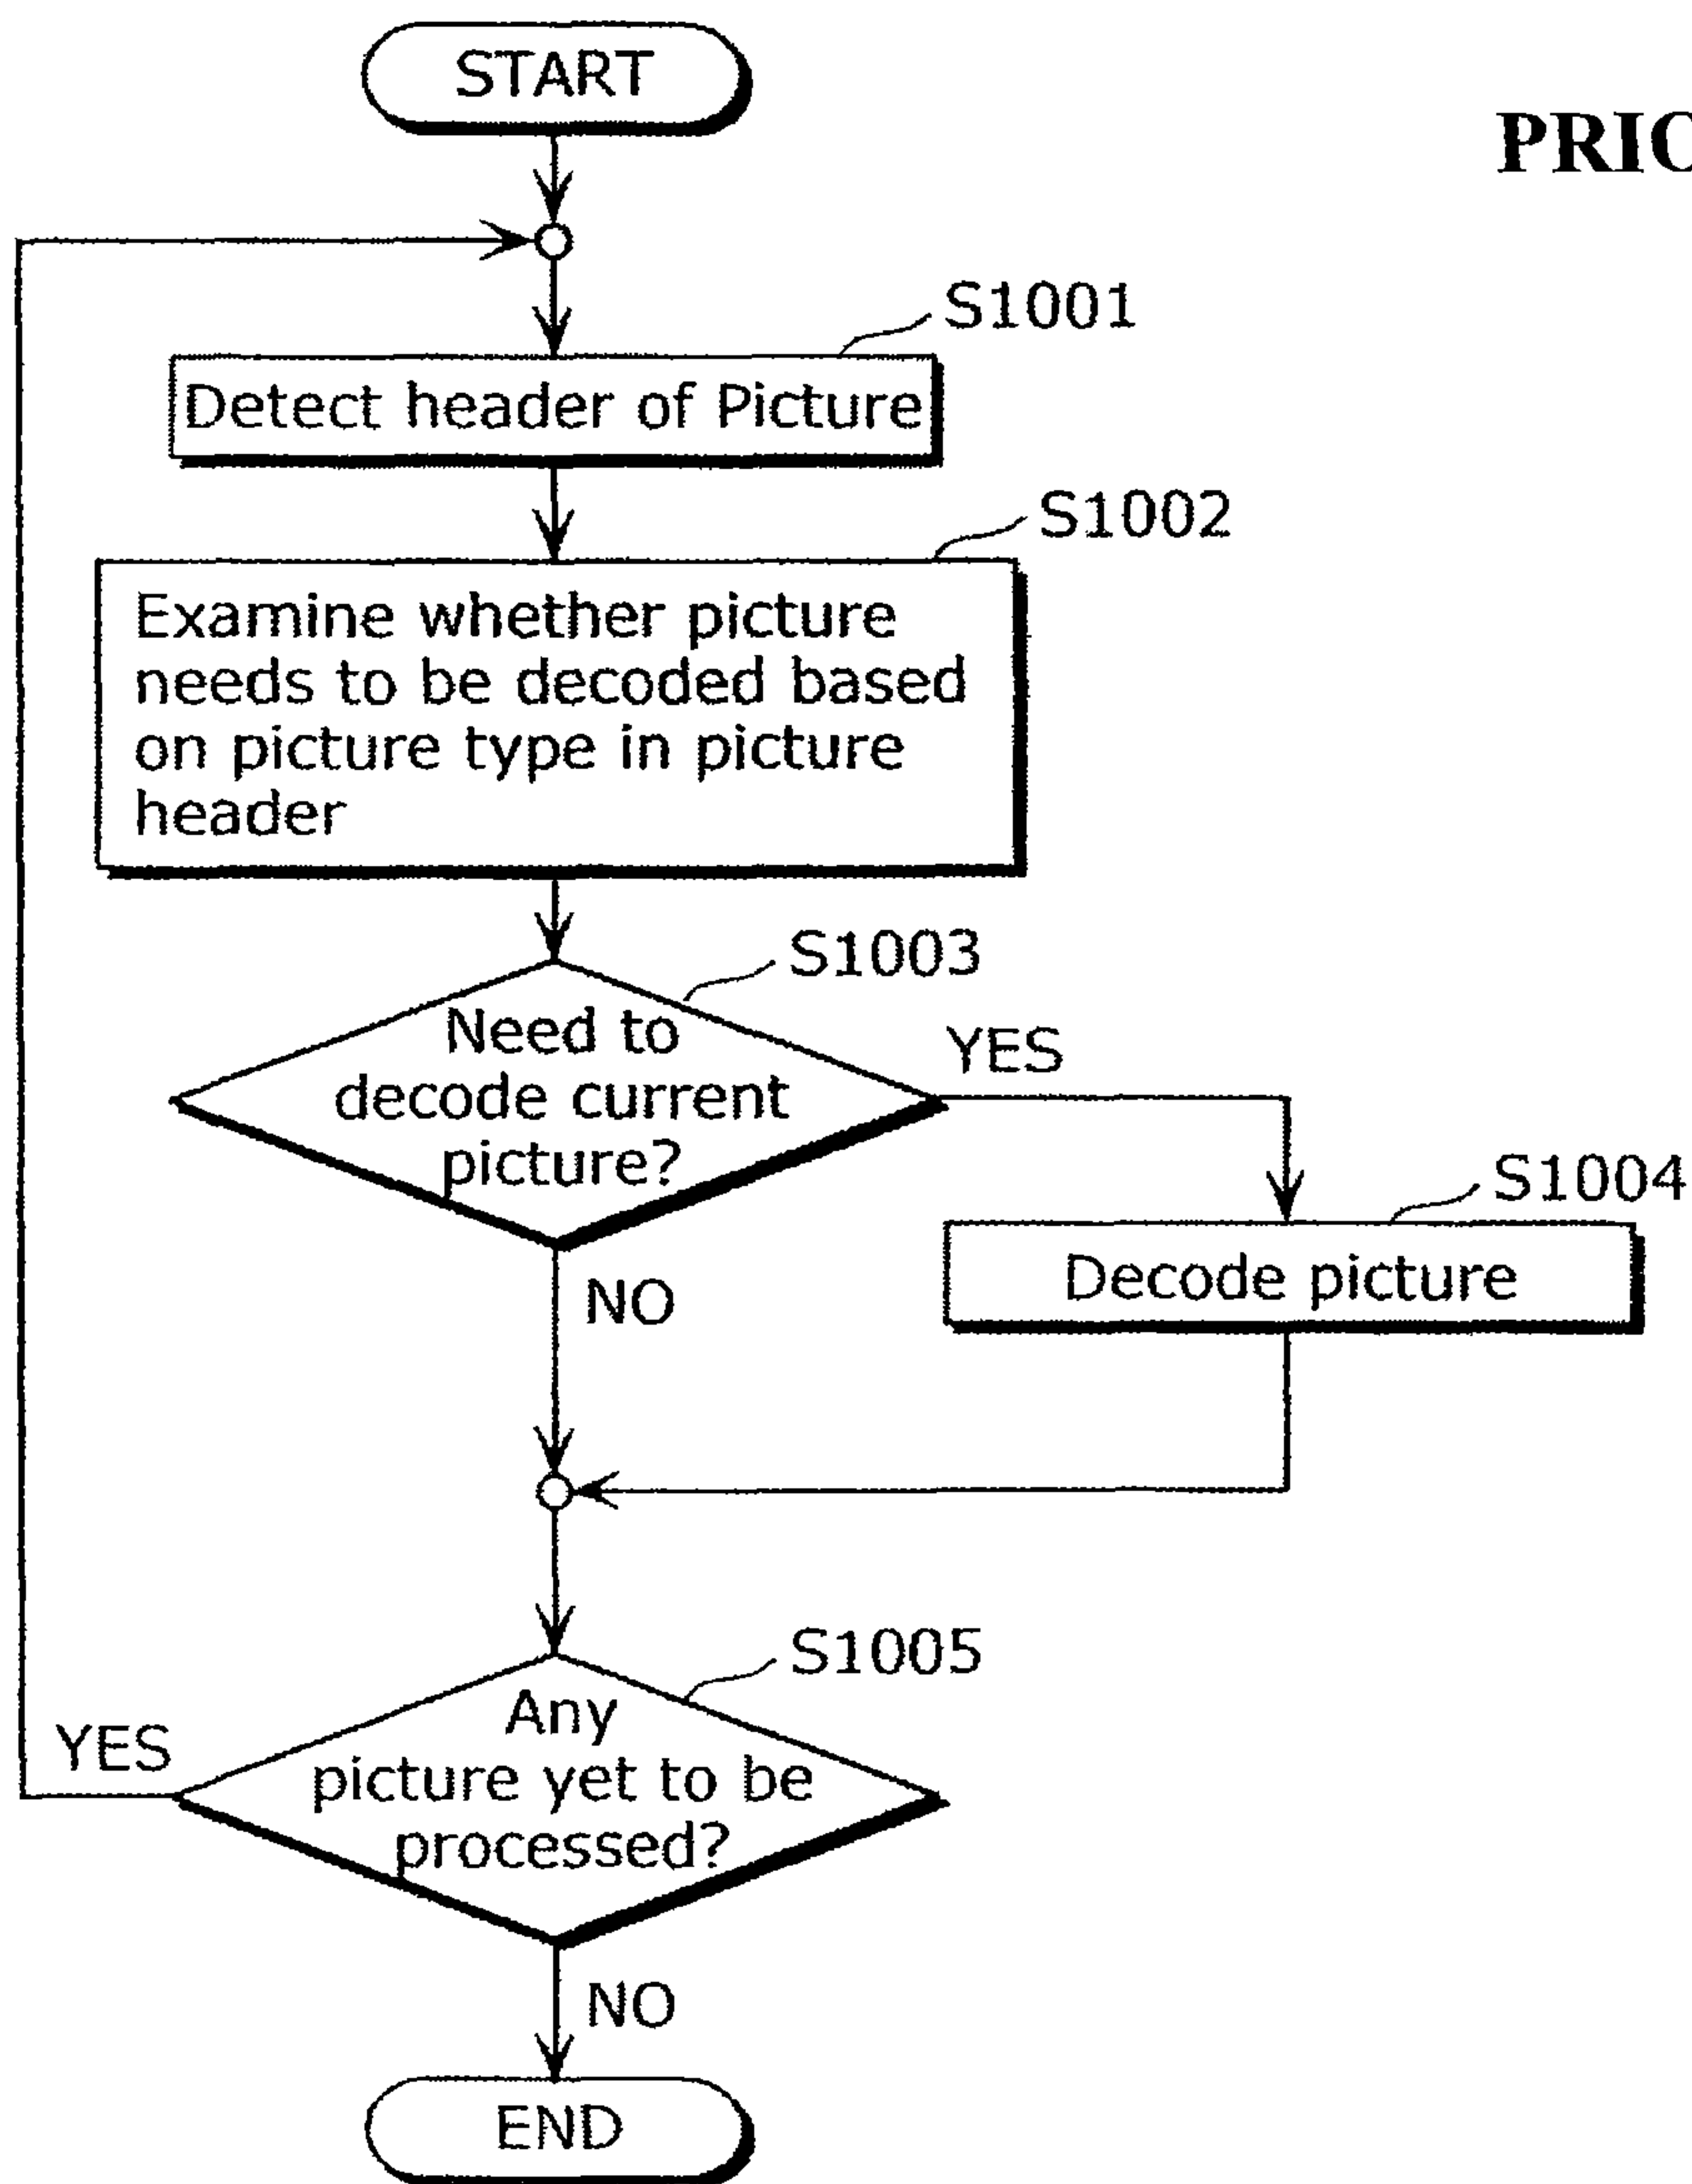 START
PRIO
S1001
Detect header of Picture
S1002
Examine whether picture
needs to be decoded based
on picture type in picture
header
S1003
Need to
decode current
picture?
YES
S1004
Decode picture
NO
S1005
Any
picture yet to be
processed?
YES
NO
END